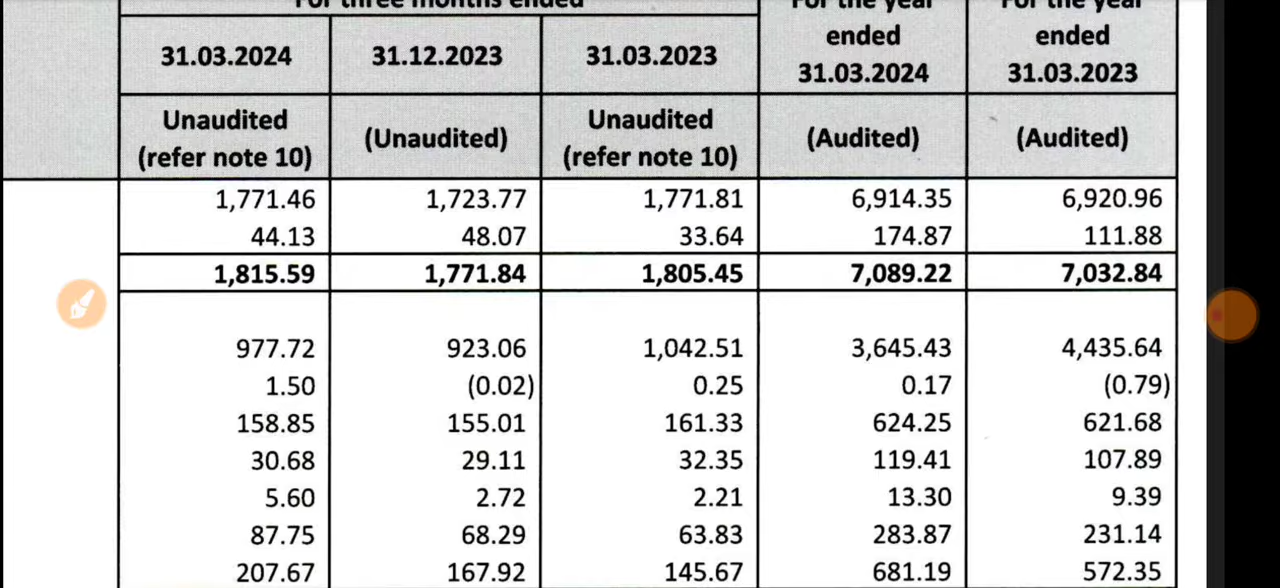 For three months ended For the year For the year
31.03.2024 31.12.2023 31.03.2023 ended 31.03.2024 ended 31.03.2023
Unaudited (refer note 10) (Unaudited) Unaudited (refer note 10) (Audited) (Audited)
1,771.46 1,723.77 1,771.81 6,914.35 6,920.96
44.13 48.07 33.64 174.87 111.88
1,815.59 1,771.84 1,805.45 7,089.22 7,032.84
977.72 923.06 1,042.51 3,645.43 4,435.64
1.50 (0.02) 0.25 0.17 (0.79)
158.85 155.01 161.33 624.25 621.68
30.68 29.11 32.35 119.41 107.89
5.60 2.72 2.21 13.30 9.39
87.75 68.29 63.83 283.87 231.14
207.67 167.92 145.67 681.19 572.35